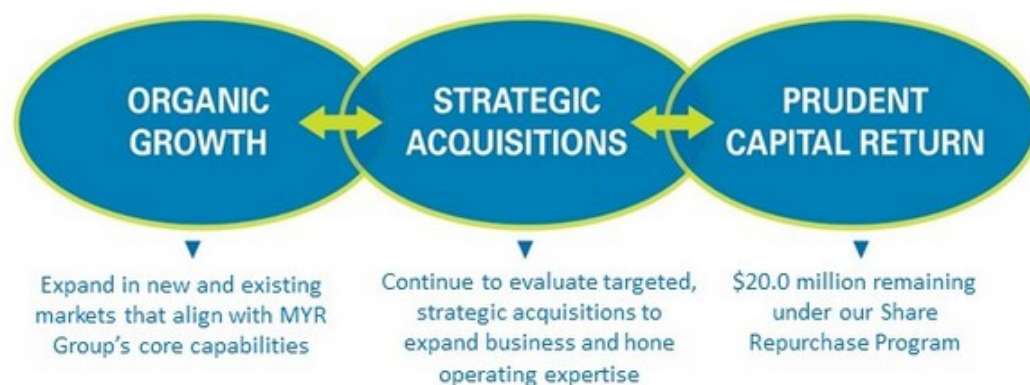 ORGANIC
GROWTH
STRATEGIC
ACQUISITIONS
PRUDENT
CAPITAL RETURN
Expand in new and existing
markets that align with MYR
Group's core capabilities
Continue to evaluate targeted,
strategic acquisitions to
expand business and hone
operating expertise
$20.0 million remaining
under our Share
Repurchase Program